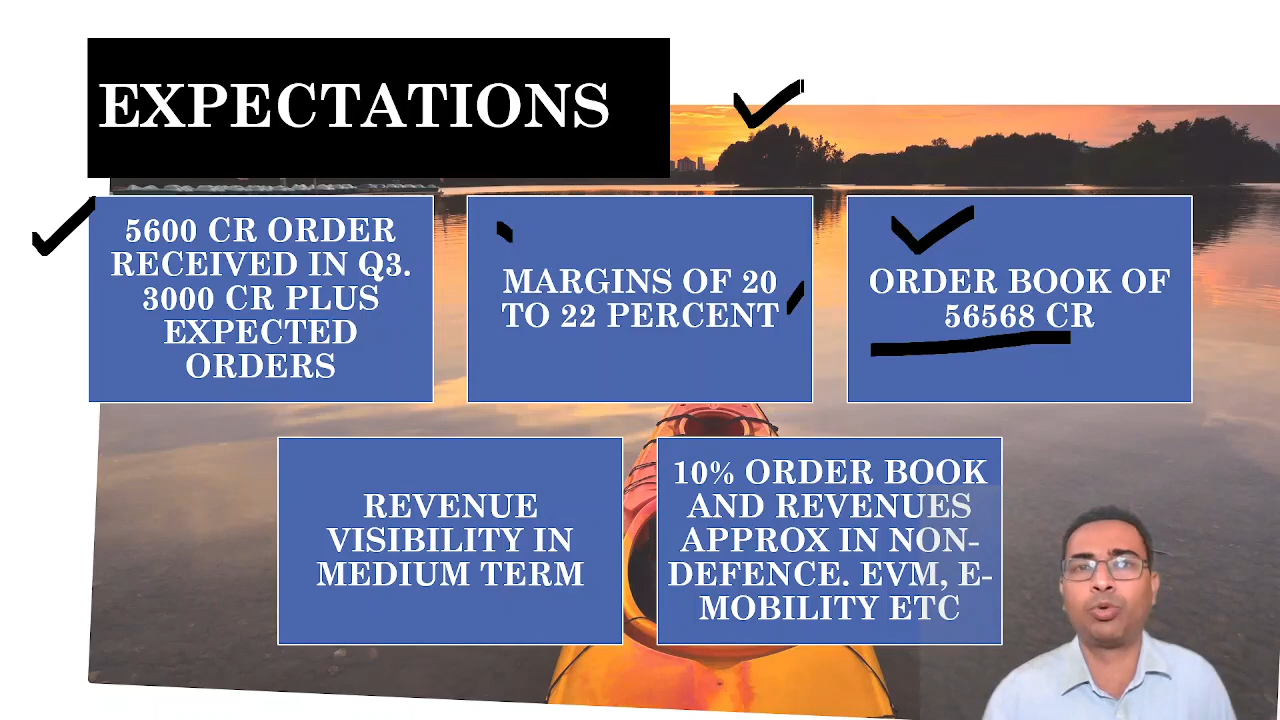 EXPECTATIONS
5600 CR ORDER
RECEIVED IN Q3.
3000 CR PLUS
EXPECTED
ORDERS
MARGINS OF 20
TO 22 PERCENT
ORDER BOOK OF
56568 CR
REVENUE
VISIBILITY IN
MEDIUM TERM
10% ORDER BOOK
AND REVENUES
APPROX IN NON-
DEFENCE. EVM, E-
MOBILITY ETC